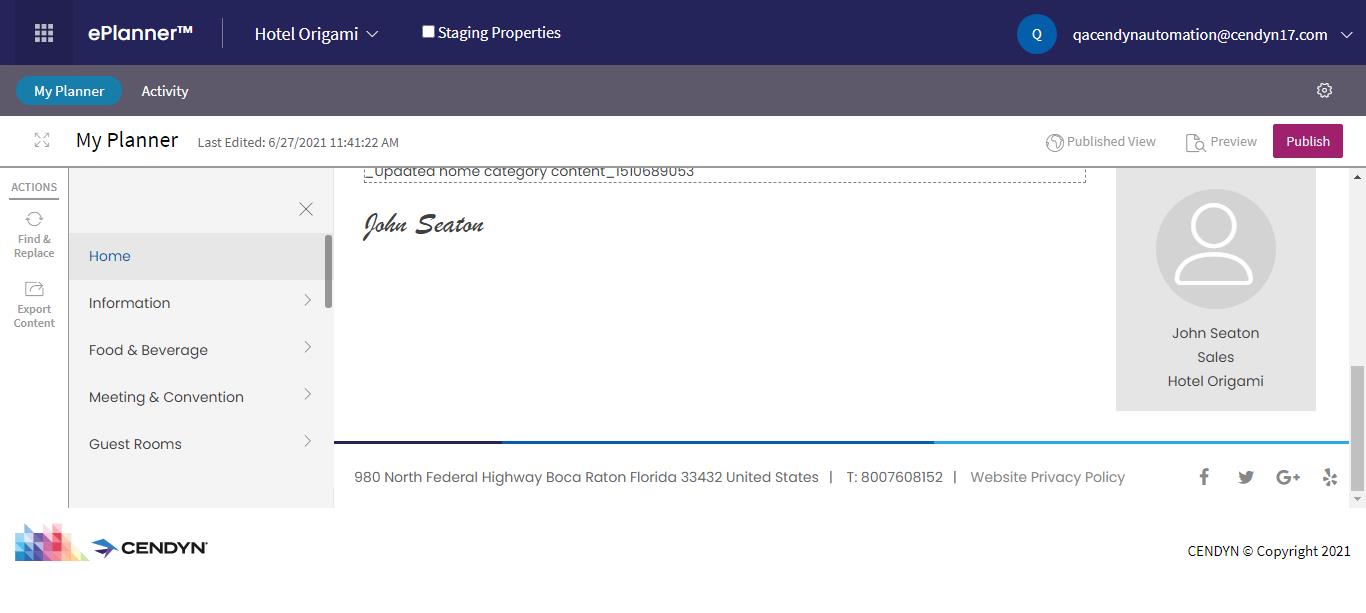 ePlanner™
Hotel Origami
Staging Properties
Q
qacendynautomation@cendyn17.com
My Planner
Activity
My Planner
Last Edited: 6/27/2021 11:41:22 AM
Published View
Preview
Publish
ACTIONS
Find &
Replace
Export
Content
Home
Information
Food & Beverage
Meeting & Convention
Guest Rooms
_Updated home category content_1510689053
John Seaton
John Seaton
Sales
Hotel Origami
980 North Federal Highway Boca Raton Florida 33432 United States | T: 8007608152 | Website Privacy Policy
CENDYN
CENDYN © Copyright 2021